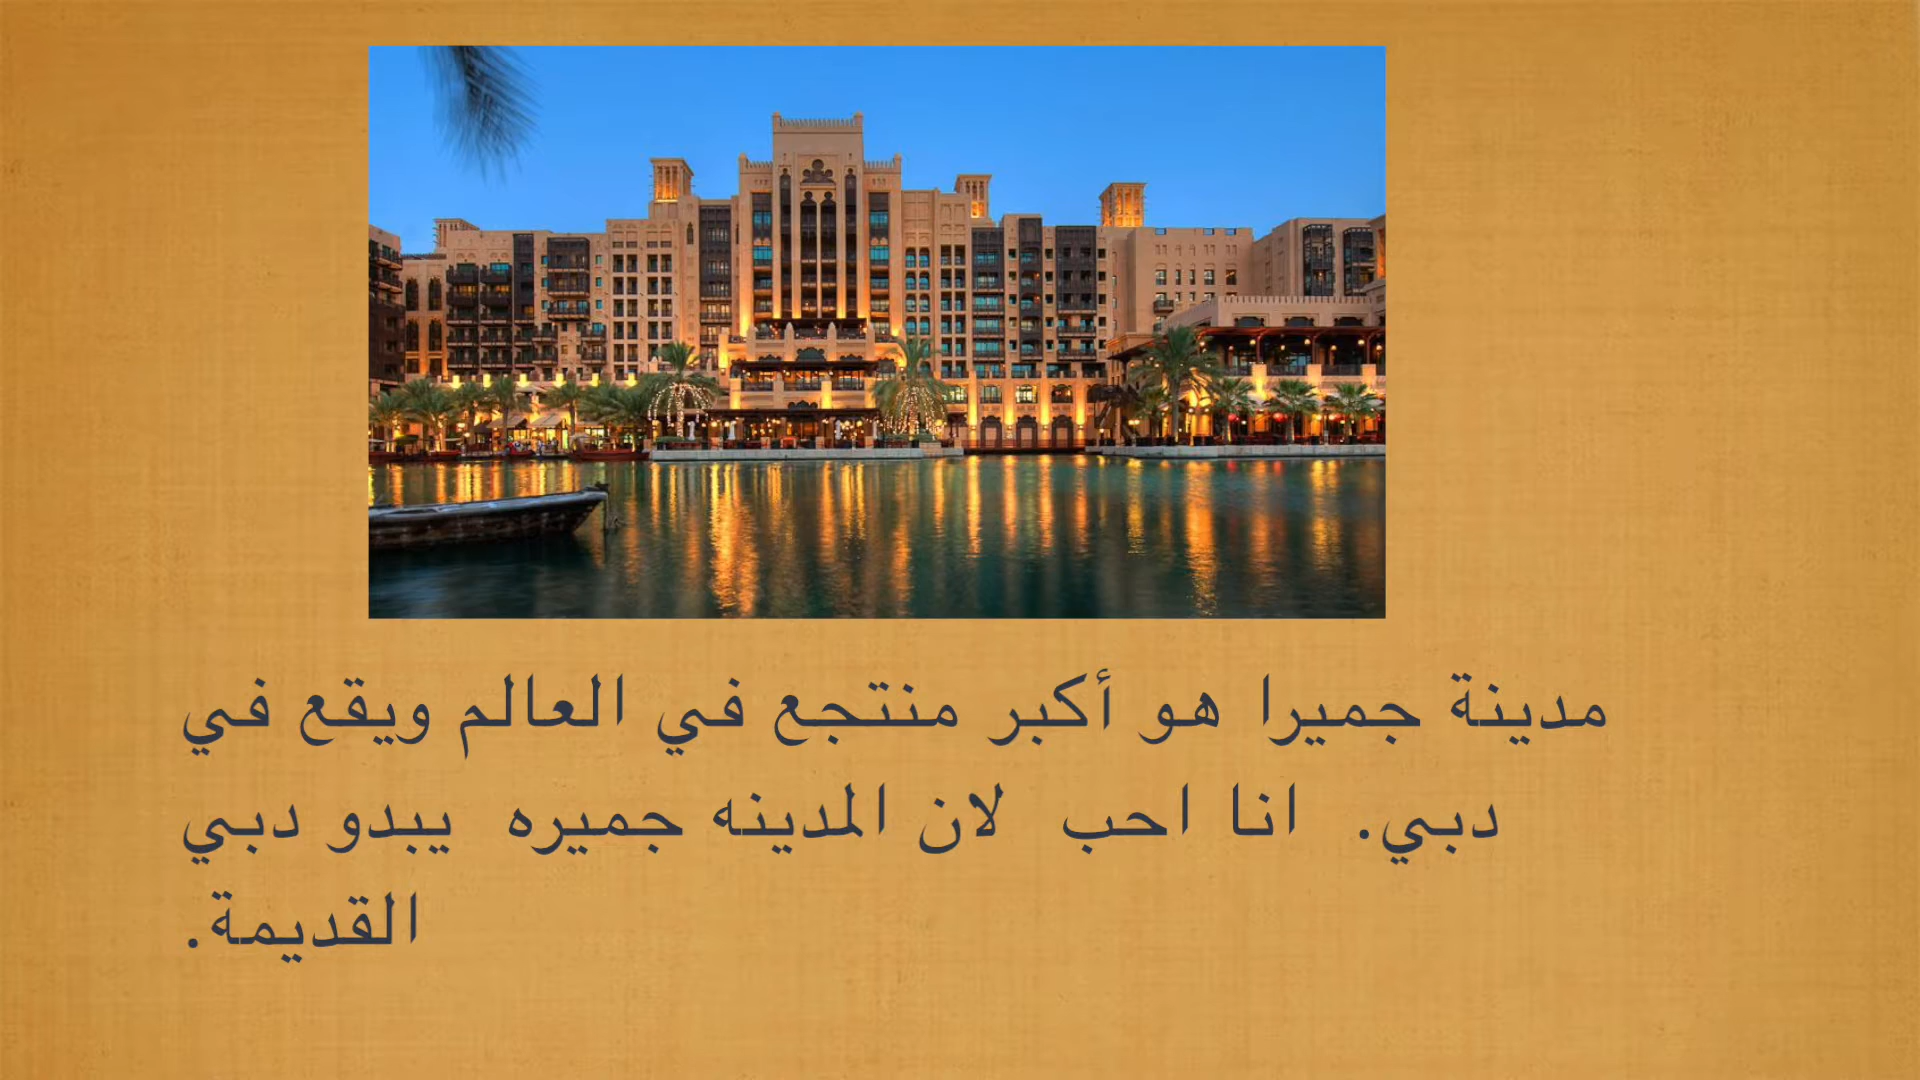 مدينة جميرا هو أكبر منتجع في العالم ويقع في
دبي. انا احب لان المدينه جميره يبدو دبي
القديمة.